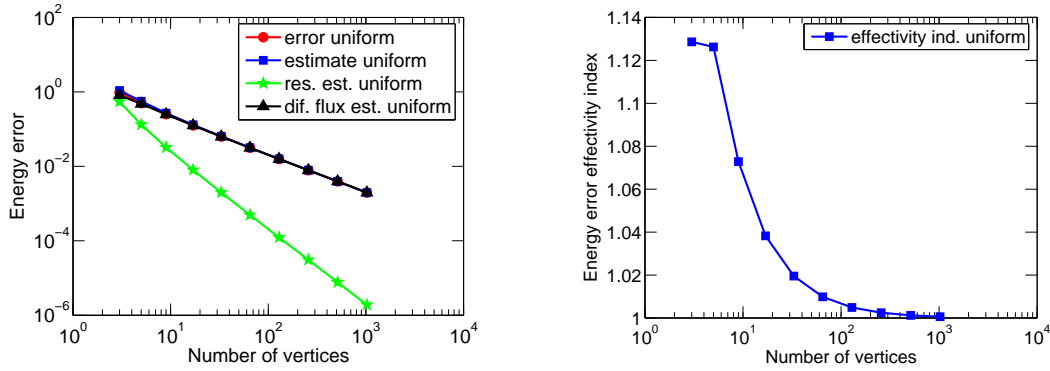 10^2
10^0
10^-2
10^-4
10^-6
10^0
10^1
10^2
10^3
10^4
Number of vertices
Energy error
error uniform
estimate uniform
res. est. uniform
dif. flux est. uniform
1.14
1.12
1.1
1.08
1.06
1.04
1.02
1
10^0
10^1
10^2
10^3
10^4
Number of vertices
Energy error effectivity index
effectivity ind. uniform